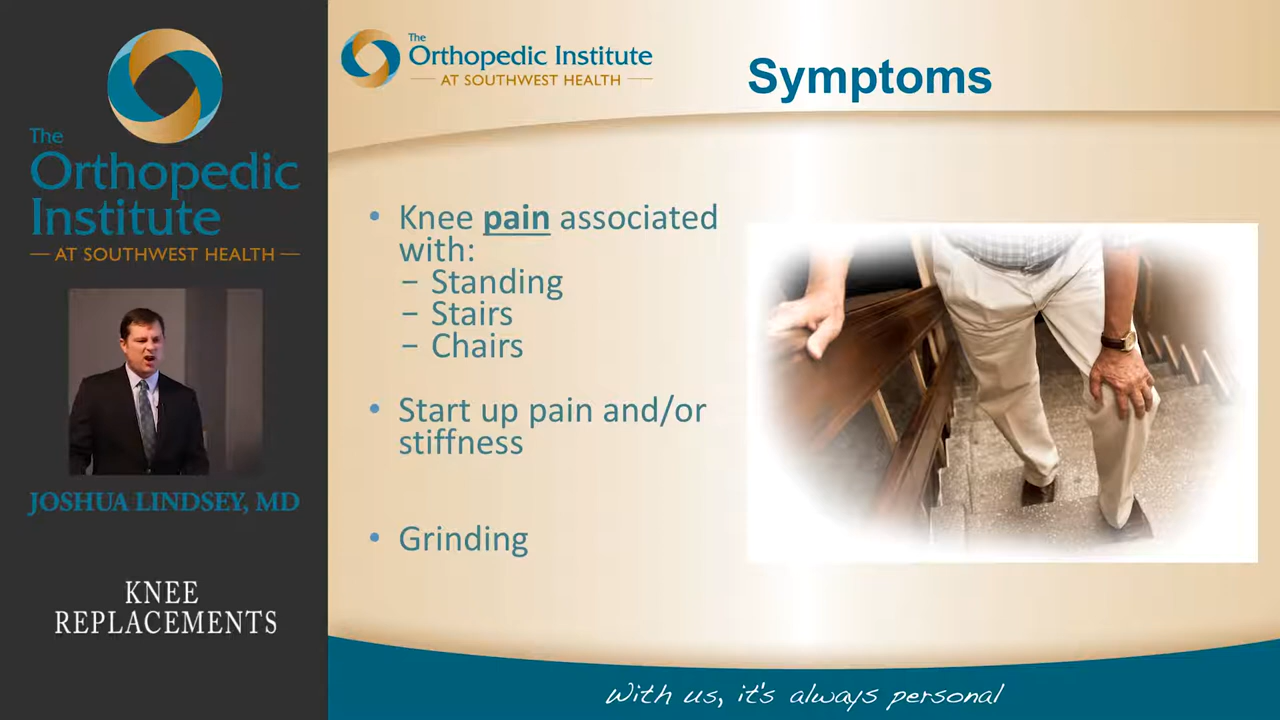 The
Orthopedic
Institute
AT SOUTHWEST HEALTH
JOSHUA LINDSEY, MD
KNEE
REPLACEMENTS
The
Orthopedic Institute
AT SOUTHWEST HEALTH
Symptoms
• Knee pain associated
with:
– Standing
– Stairs
– Chairs
• Start up pain and/or
stiffness
• Grinding
With us, it's always personal